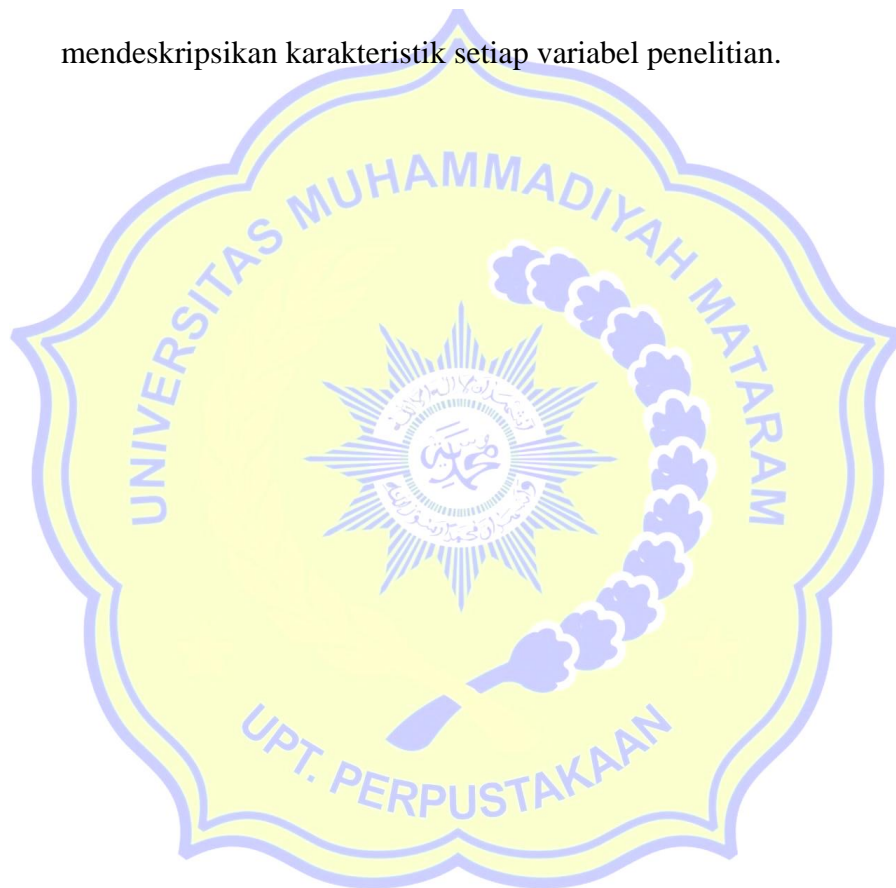 mendeskripsikan karakteristik setiap variabel penelitian.
UNIVERSITAS MUHAMMADIYAH MATARAM
UPT. PERPUSTAKAAN